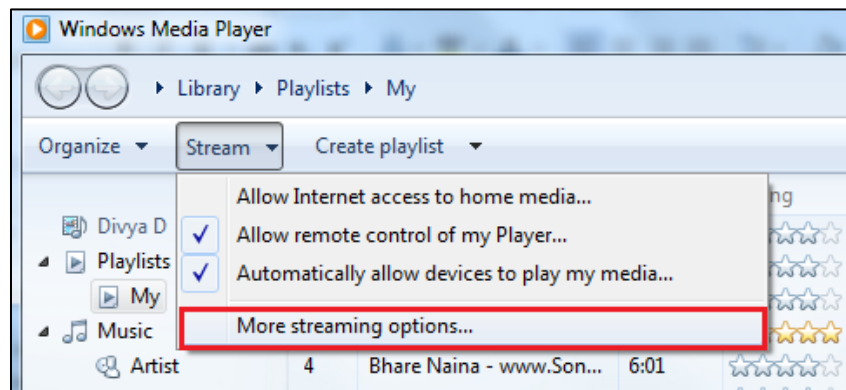 Windows Media Player
Library Playlists My
Organize Stream Create playlist
Allow Internet access to home media...
ng
Divya D
Allow remote control of my Player...
Playlists
Automatically allow devices to play my media...
My
Music
More streaming options...
Artist 4 Bhare Naina - www.Son... 6:01